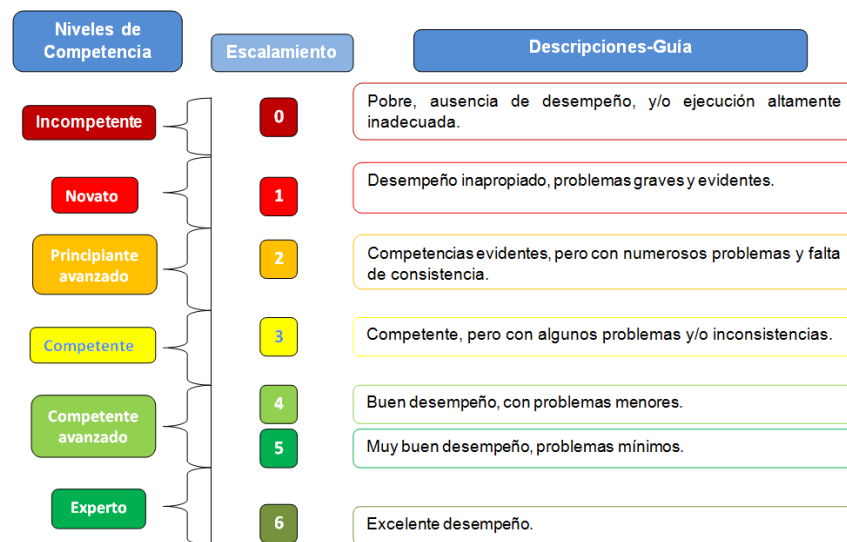 Niveles de
Competencia
Escalamiento
Descripciones-Guía
Incompetente
0
Pobre, ausencia de desempeño, y/o ejecución altamente
inadecuada.
Novato
1
Desempeño inapropiado, problemas graves y evidentes.
Principiante
avanzado
2
Competencias evidentes, pero con numerosos problemas y falta
de consistencia.
Competente
3
Competente, pero con algunos problemas y/o inconsistencias.
Competente
avanzado
4
Buen desempeño, con problemas menores.
5
Muy buen desempeño, problemas mínimos.
Experto
6
Excelente desempeño.